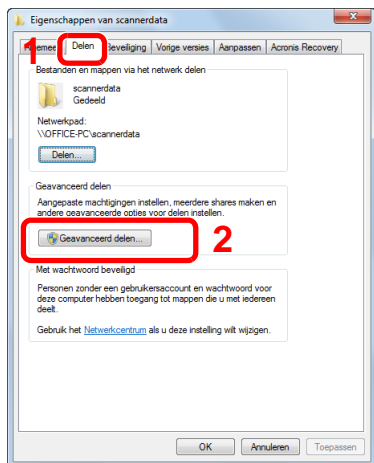 Eigenschappen van scannerdata
1
Delen
Beveiliging
Vorige versies
Aanpassen
Acronis Recovery
Bestanden en mappen via het netwerk delen
scannerdata
Gedeeld
Netwerkpad:
\\OFFICE-PC\scannerdata
Delen...
Geavanceerd delen
Aangepaste machtigingen instellen, meerdere shares maken en
andere geavanceerde opties voor delen instellen.
Geavanceerd delen...
2
Met wachtwoord beveiligd
Personen zonder een gebruikersaccount en wachtwoord voor
deze computer hebben toegang tot mappen die u met iedereen
deelt.
Gebruik het Netwerkcentrum als u deze instelling wilt wijzigen.
OK
Annuleren
Toepassen